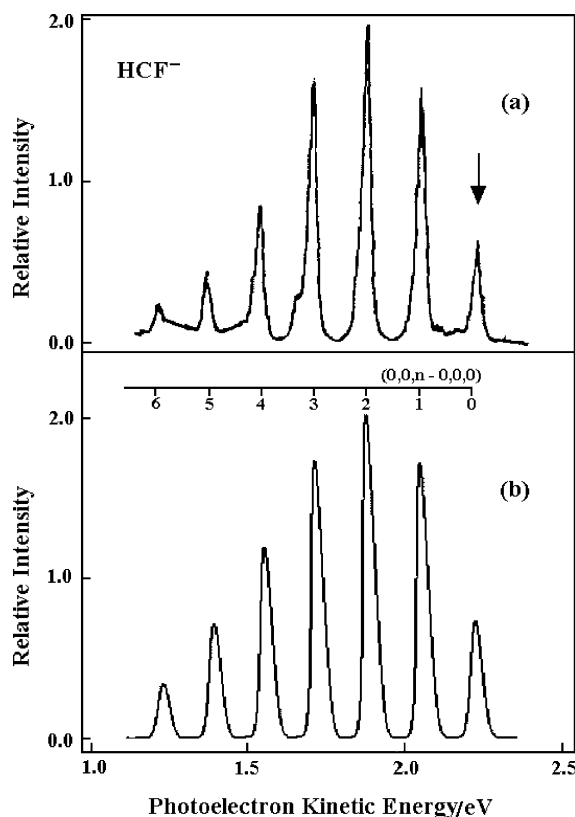 2.0
HCF⁻
(a)
1.0
0.0
Relative Intensity
(0,0,n - 0,0,0)
6 5 4 3 2 1 0
2.0
(b)
1.0
0.0
Relative Intensity
1.0 1.5 2.0 2.5
Photoelectron Kinetic Energy/eV